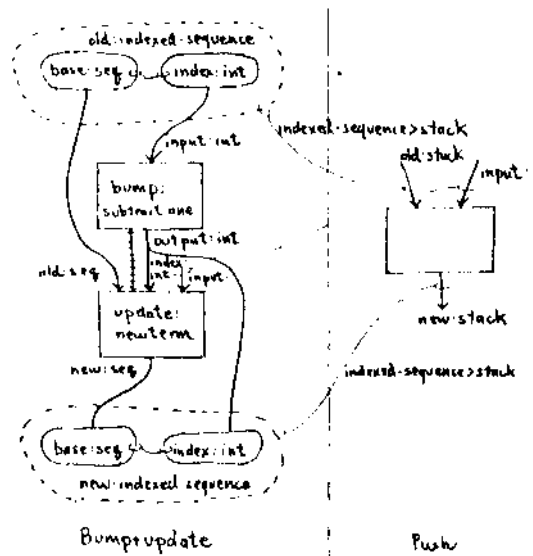 old:indexed-sequence
base:seq index:int
input:int
bump:
subtract one
output:int
index:
int
old:seq
input
update:
newterm
new:seq
base:seq index:int
new:indexed sequence
Bump+update
indexed-sequence>stack
old:stack
input:
new:stack
indexed-sequence>stack
Push